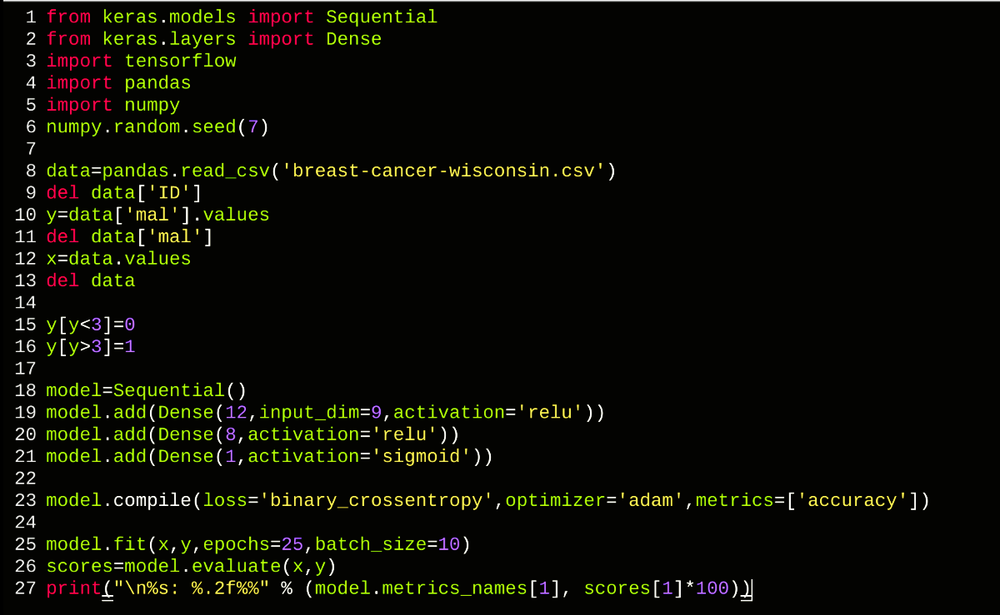 1 from keras.models import Sequential
2 from keras.layers import Dense
3 import tensorflow
4 import pandas
5 import numpy
6 numpy.random.seed(7)
7
8 data=pandas.read_csv('breast-cancer-wisconsin.csv')
9 del data['ID']
10 y=data['mal'].values
11 del data['mal']
12 x=data.values
13 del data
14
15 y[y<3]=0
16 y[y>3]=1
17
18 model=Sequential()
19 model.add(Dense(12,input_dim=9,activation='relu'))
20 model.add(Dense(8,activation='relu'))
21 model.add(Dense(1,activation='sigmoid'))
22
23 model.compile(loss='binary_crossentropy',optimizer='adam',metrics=['accuracy'])
24
25 model.fit(x,y,epochs=25,batch_size=10)
26 scores=model.evaluate(x,y)
27 print("\n%s: %.2f%%" % (model.metrics_names[1], scores[1]*100))